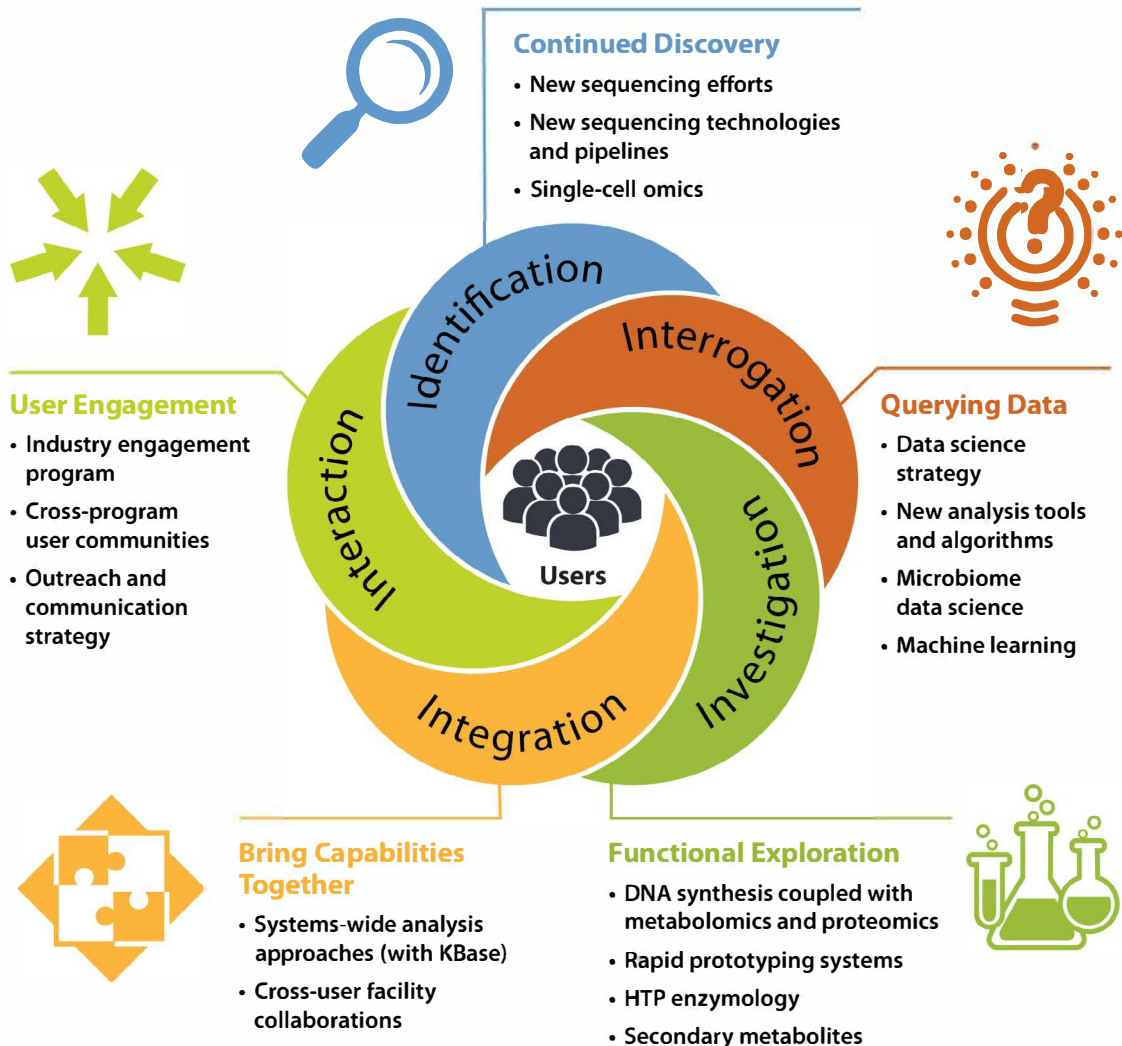 Continued Discovery
• New sequencing efforts
• New sequencing technologies
and pipelines
• Single-cell omics
Identification
Interrogation
Investigation
Integration
Interaction
Users
User Engagement
• Industry engagement
program
• Cross-program
user communities
• Outreach and
communication
strategy
Querying Data
• Data science
strategy
• New analysis tools
and algorithms
• Microbiome
data science
• Machine learning
Bring Capabilities
Together
• Systems-wide analysis
approaches (with KBase)
• Cross-user facility
collaborations
Functional Exploration
• DNA synthesis coupled with
metabolomics and proteomics
• Rapid prototyping systems
• HTP enzymology
• Secondary metabolites
?